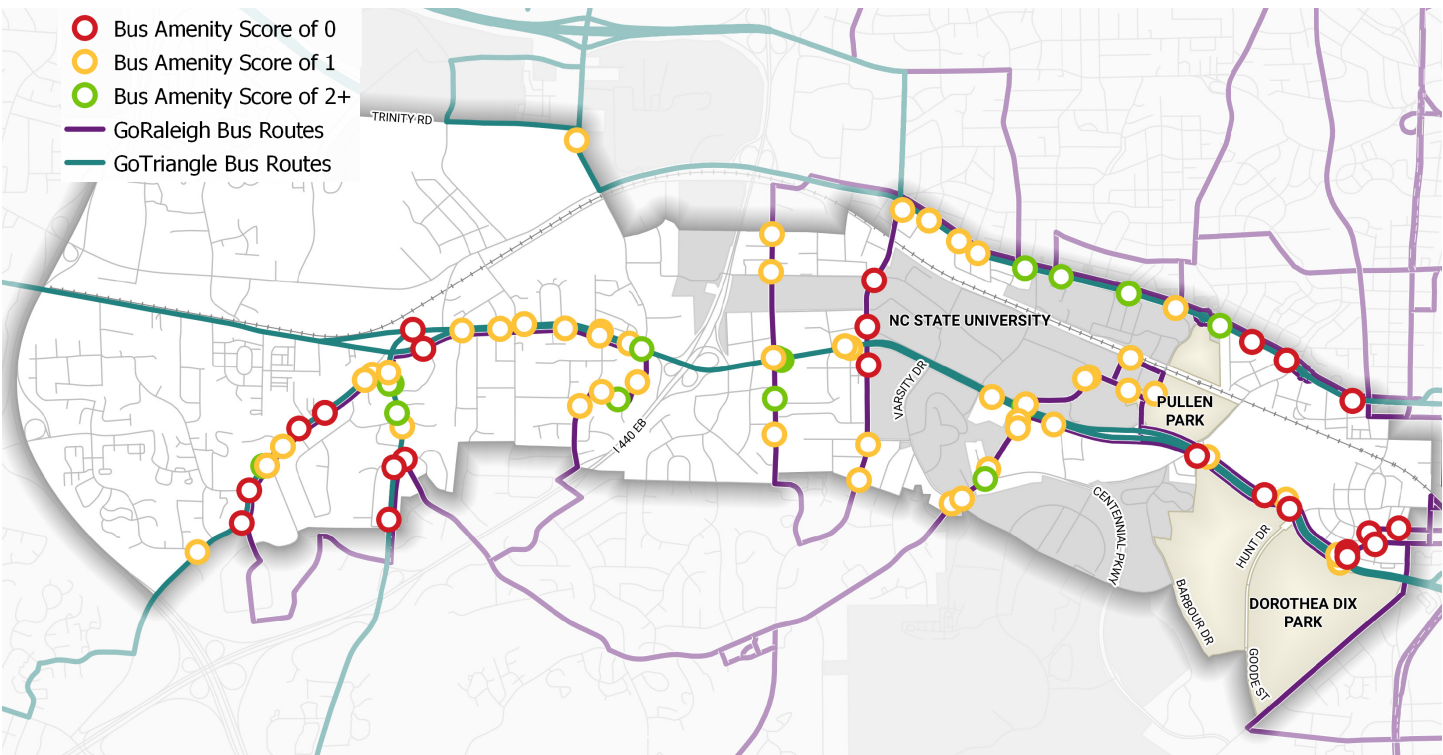 Bus Amenity Score of 0
Bus Amenity Score of 1
Bus Amenity Score of 2+
GoRaleigh Bus Routes
GoTriangle Bus Routes
TRINITY RD
NC STATE UNIVERSITY
VARSITY DR
PULLEN
PARK
I 440 EB
CENTENNIAL PKWY
HUNT DR
BARBOUR DR
DOROTHEA DIX
PARK
GOODE ST